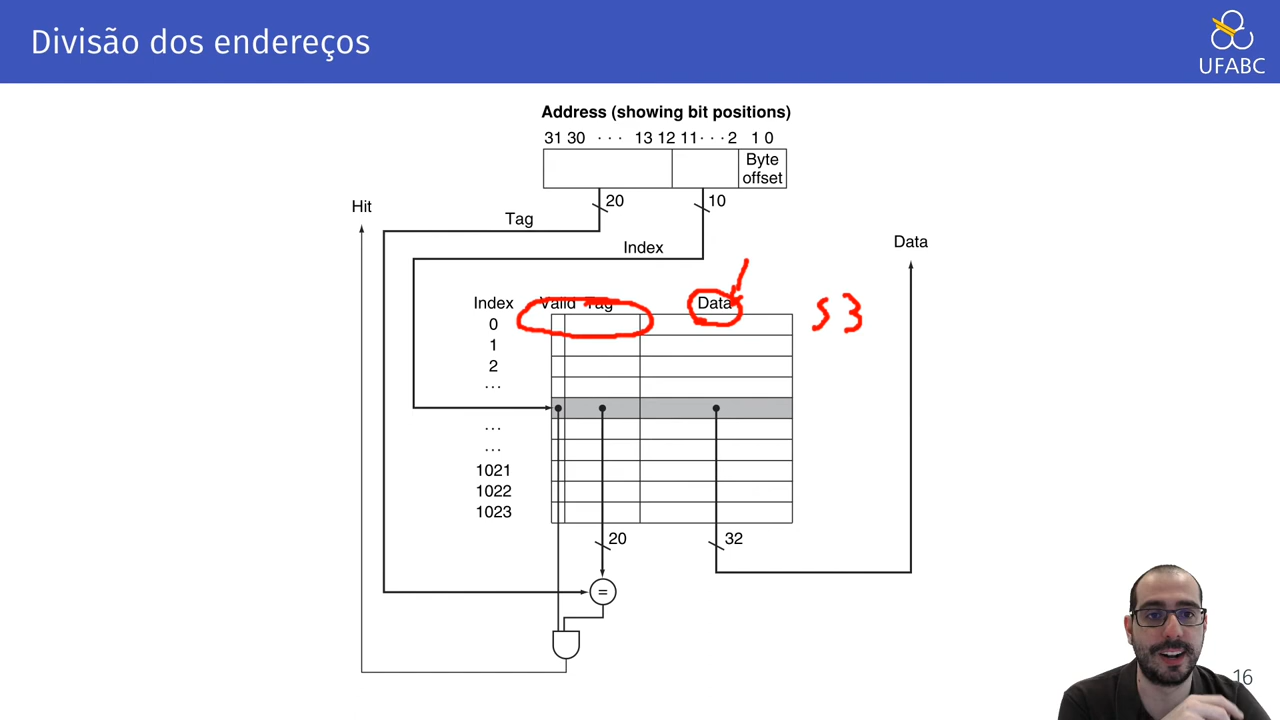 Divisão dos endereços
UFABC
Address (showing bit positions)
31 30 · · · 13 12 11 · · · 2 1 0
Byte
offset
20 10
Hit
Tag
Index
Data
Index Valid Tag Data
0
1
2
...
...
...
1021
1022
1023
53
20 32
=
16